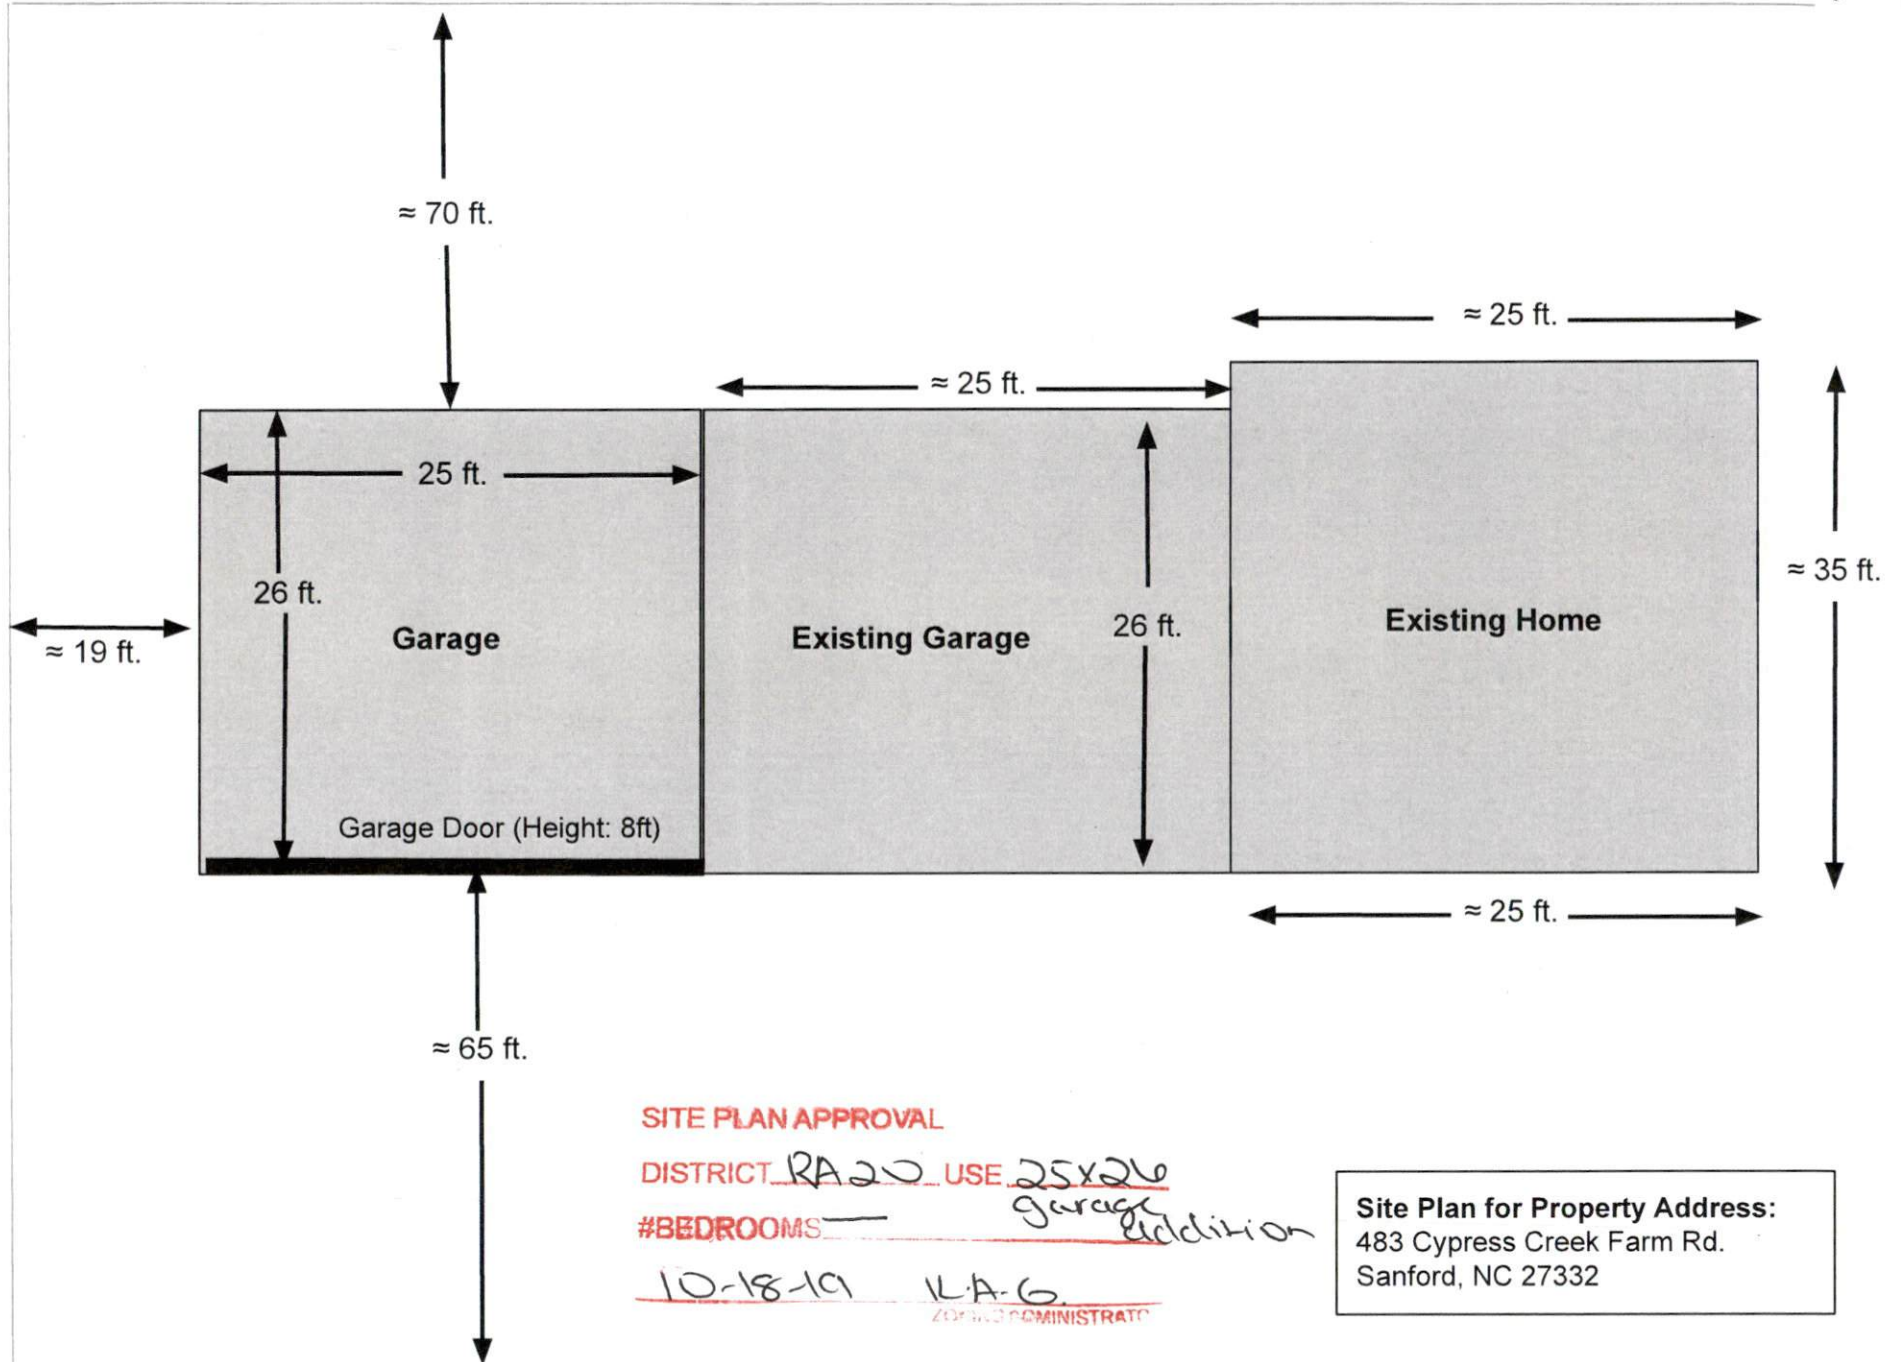 ≈ 70 ft.
≈ 25 ft.
≈ 25 ft.
25 ft.
≈ 35 ft.
26 ft.
Garage
Existing Garage
26 ft.
Existing Home
≈ 19 ft.
Garage Door (Height: 8ft)
≈ 25 ft.
≈ 65 ft.
SITE PLAN APPROVAL
DISTRICT RA20 USE 25x26
garage
#BEDROOMS — addition
10-18-19 K.A.G.
ADMINISTRATO
Site Plan for Property Address:
483 Cypress Creek Farm Rd.
Sanford, NC 27332